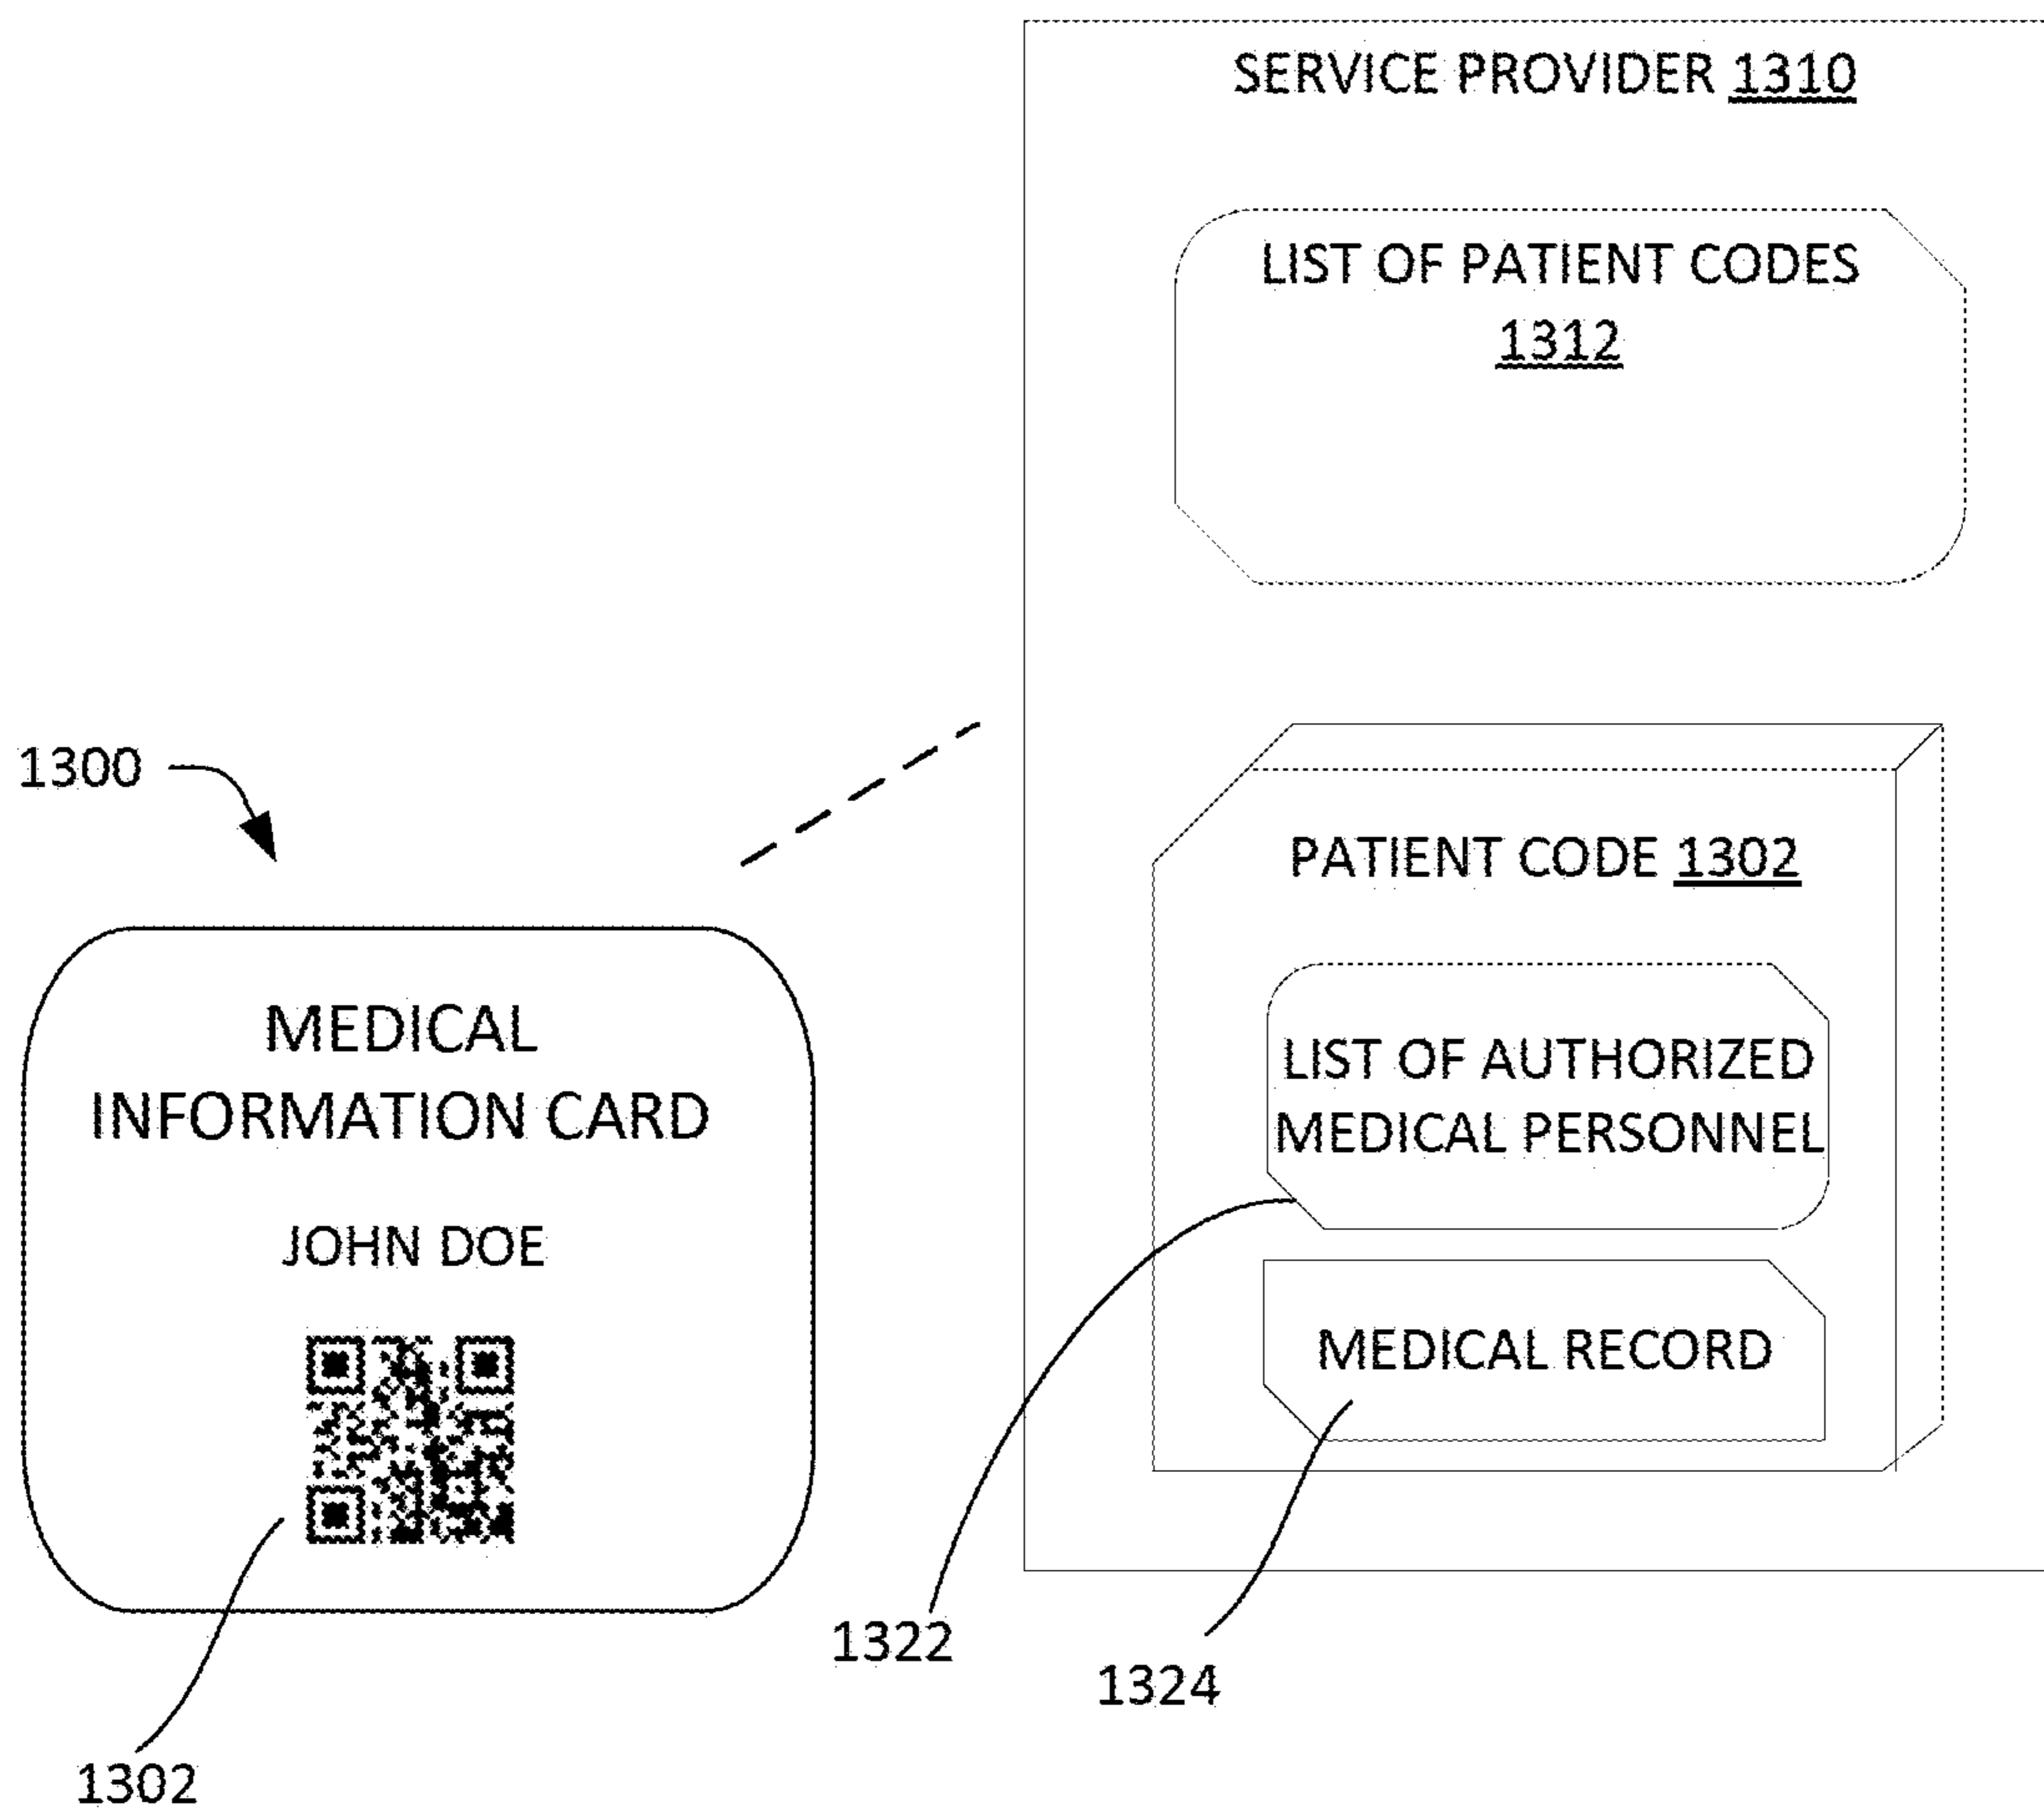 SERVICE PROVIDER 1310
LIST OF PATIENT CODES
1312
1300
PATIENT CODE 1302
MEDICAL
INFORMATION CARD
JOHN DOE
LIST OF AUTHORIZED
MEDICAL PERSONNEL
MEDICAL RECORD
1322
1324
1302